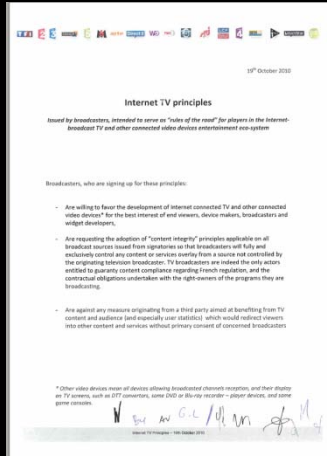 TF1
W9
19th October 2010
Internet TV principles
Issued by broadcasters, intended to serve as "rules of the road" for players in the Internet-
broadcast TV and other connected video devices entertainment eco-system
Broadcasters, who are signing up for these principles:
- Are willing to favor the development of Internet connected TV and other connected
video devices* for the best interest of end viewers, device makers, broadcasters and
widget developers,
- Are requesting the adoption of "content integrity" principles applicable on all
broadcast sources issued from signatories so that broadcasters will fully and
exclusively control any content or services overlay from a source not controlled by
the originating television broadcaster. TV broadcasters are indeed the only actors
entitled to guaranty content compliance regarding French regulation, and the
contractual obligations undertaken with the right-owners of the programs they are
broadcasting.
- Are against any measure originating from a third party aimed at benefiting from TV
content and audience (and especially user statistics) which would redirect viewers
into other content and services without primary consent of concerned broadcasters
* Other video devices mean all devices allowing broadcasted channels reception, and their display
on TV screens, such as DTT convertors, some DVD or Blu-ray recorder – player devices, and some
game consoles.
Internet TV Principles – 19th October 2010